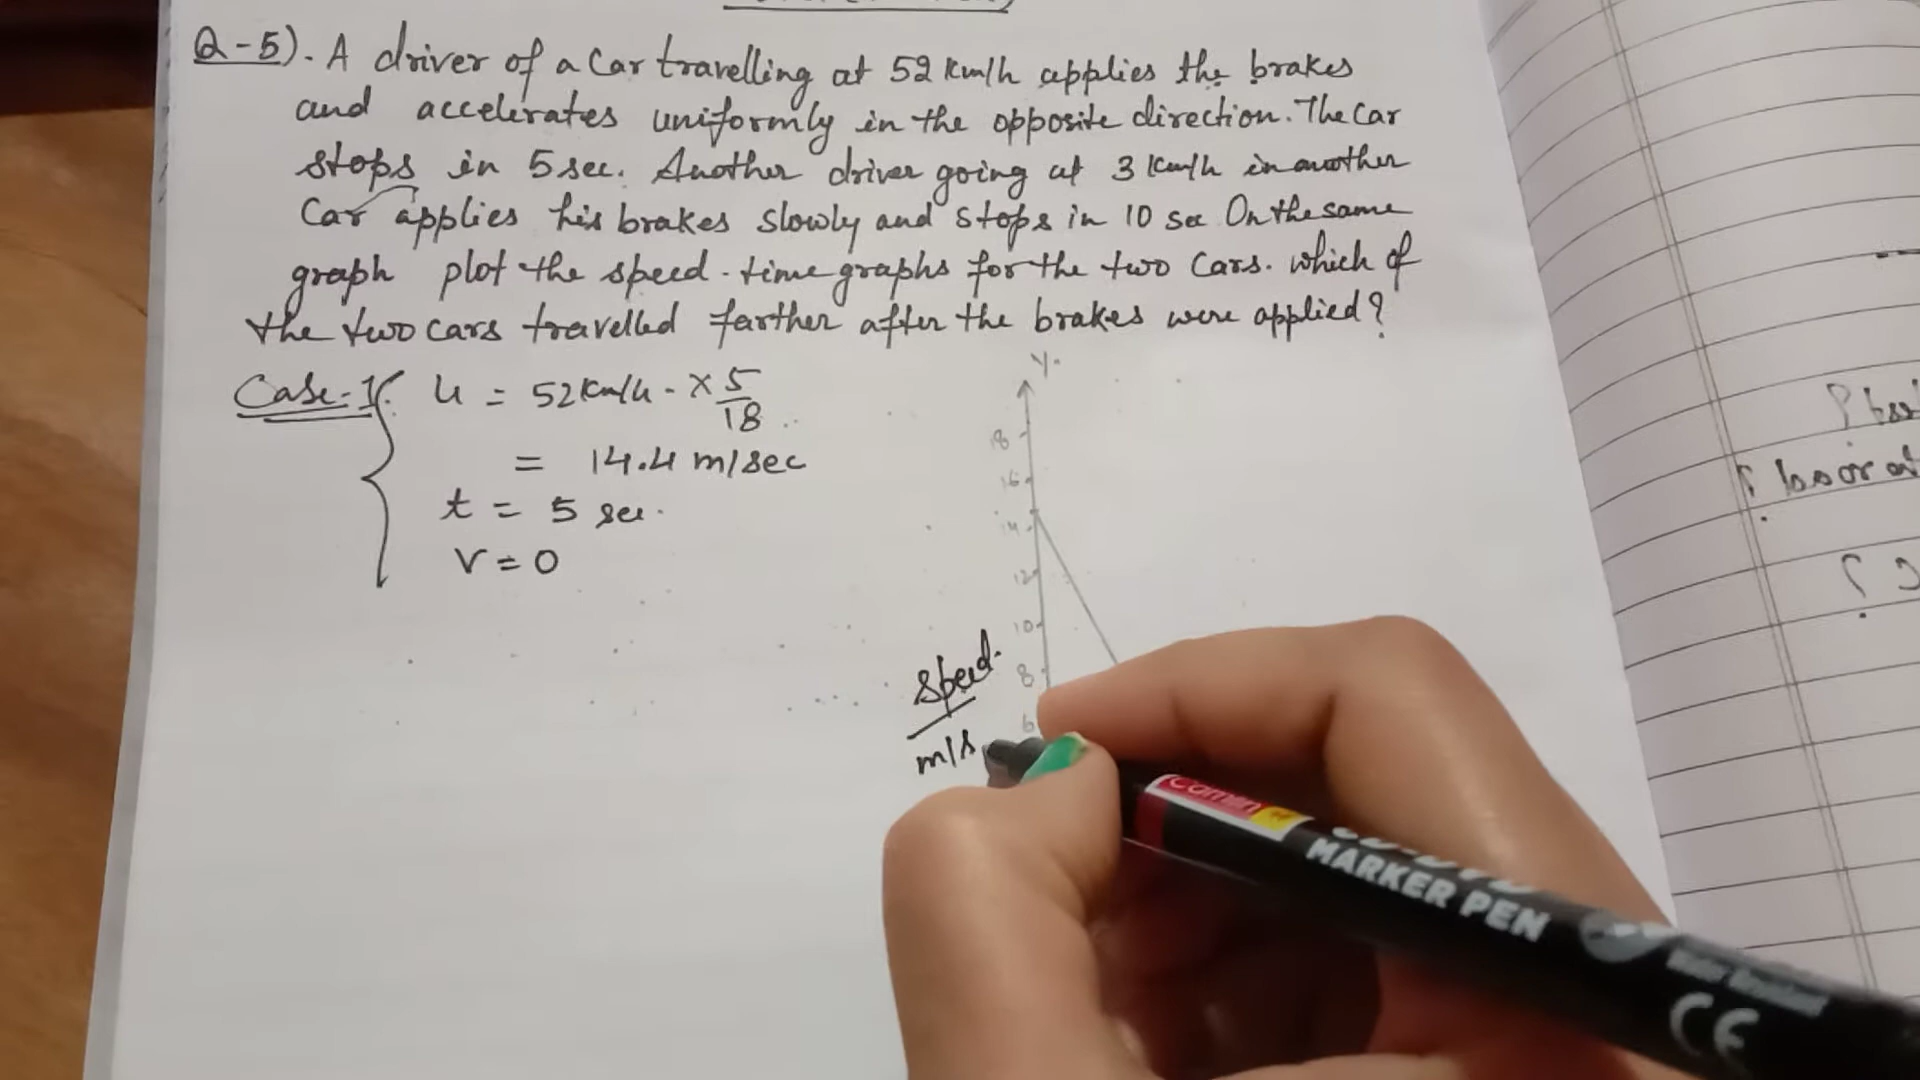 Q-5). A driver of a Car travelling at 52 km/h applies the brakes
and accelerates uniformly in the opposite direction. The Car
stops in 5 sec. Another driver going at 3 km/h in another
Car applies his brakes slowly and stops in 10 sec On the same
graph plot the speed-time graphs for the two Cars. which of
the two cars travelled farther after the brakes were applied?
Case-1. u = 52 km/h - × 5/18
= 14.4 m/sec
t = 5 sec.
v = 0
Y.
18
16
14
12
10
8
6
speed.
m/s
Camlin
MARKER PEN
CE